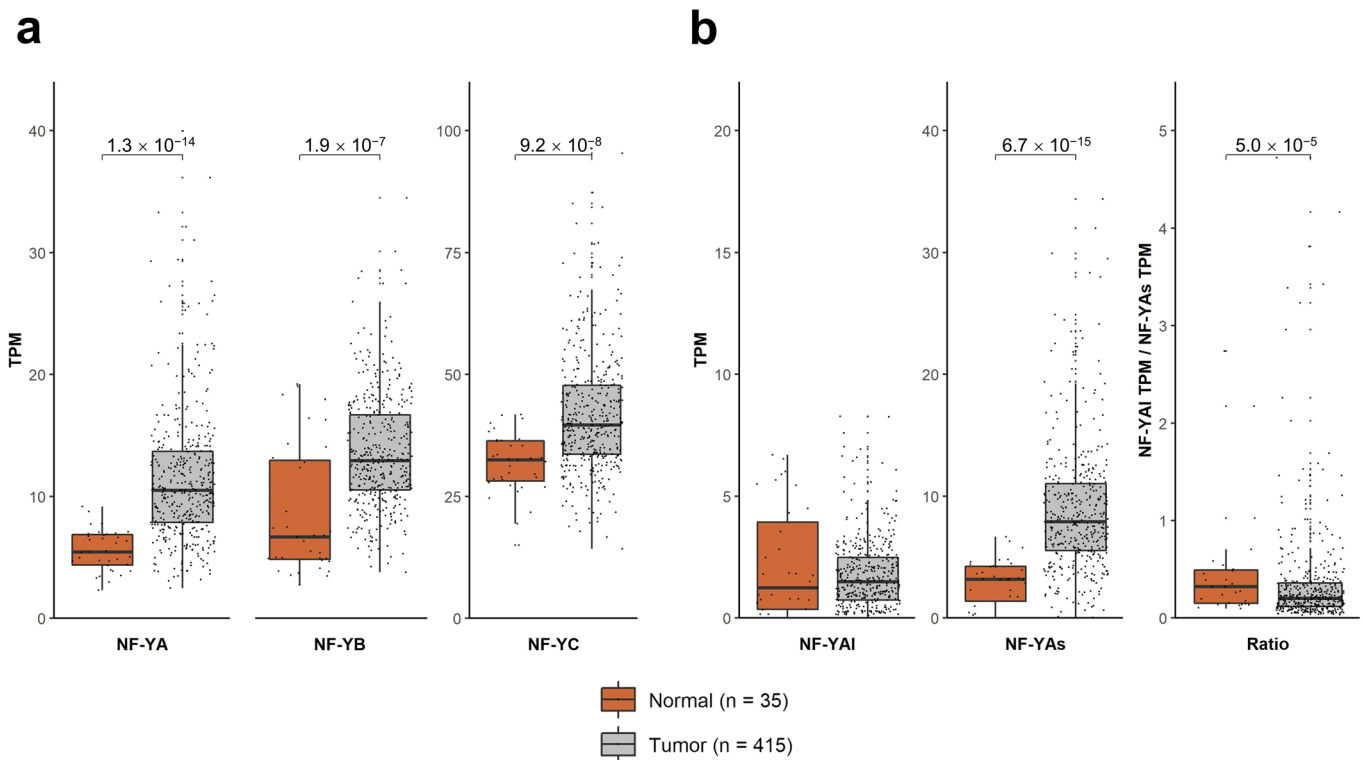 a
b
TPM
40
30
20
10
0
1.3 × 10⁻¹⁴
NF-YA
1.9 × 10⁻⁷
NF-YB
100
75
50
25
0
9.2 × 10⁻⁸
NF-YC
TPM
20
15
10
5
0
NF-YAl
40
30
20
10
0
6.7 × 10⁻¹⁵
NF-YAs
NF-YAl TPM / NF-YAs TPM
5
4
3
2
1
0
5.0 × 10⁻⁵
Ratio
Normal (n = 35)
Tumor (n = 415)